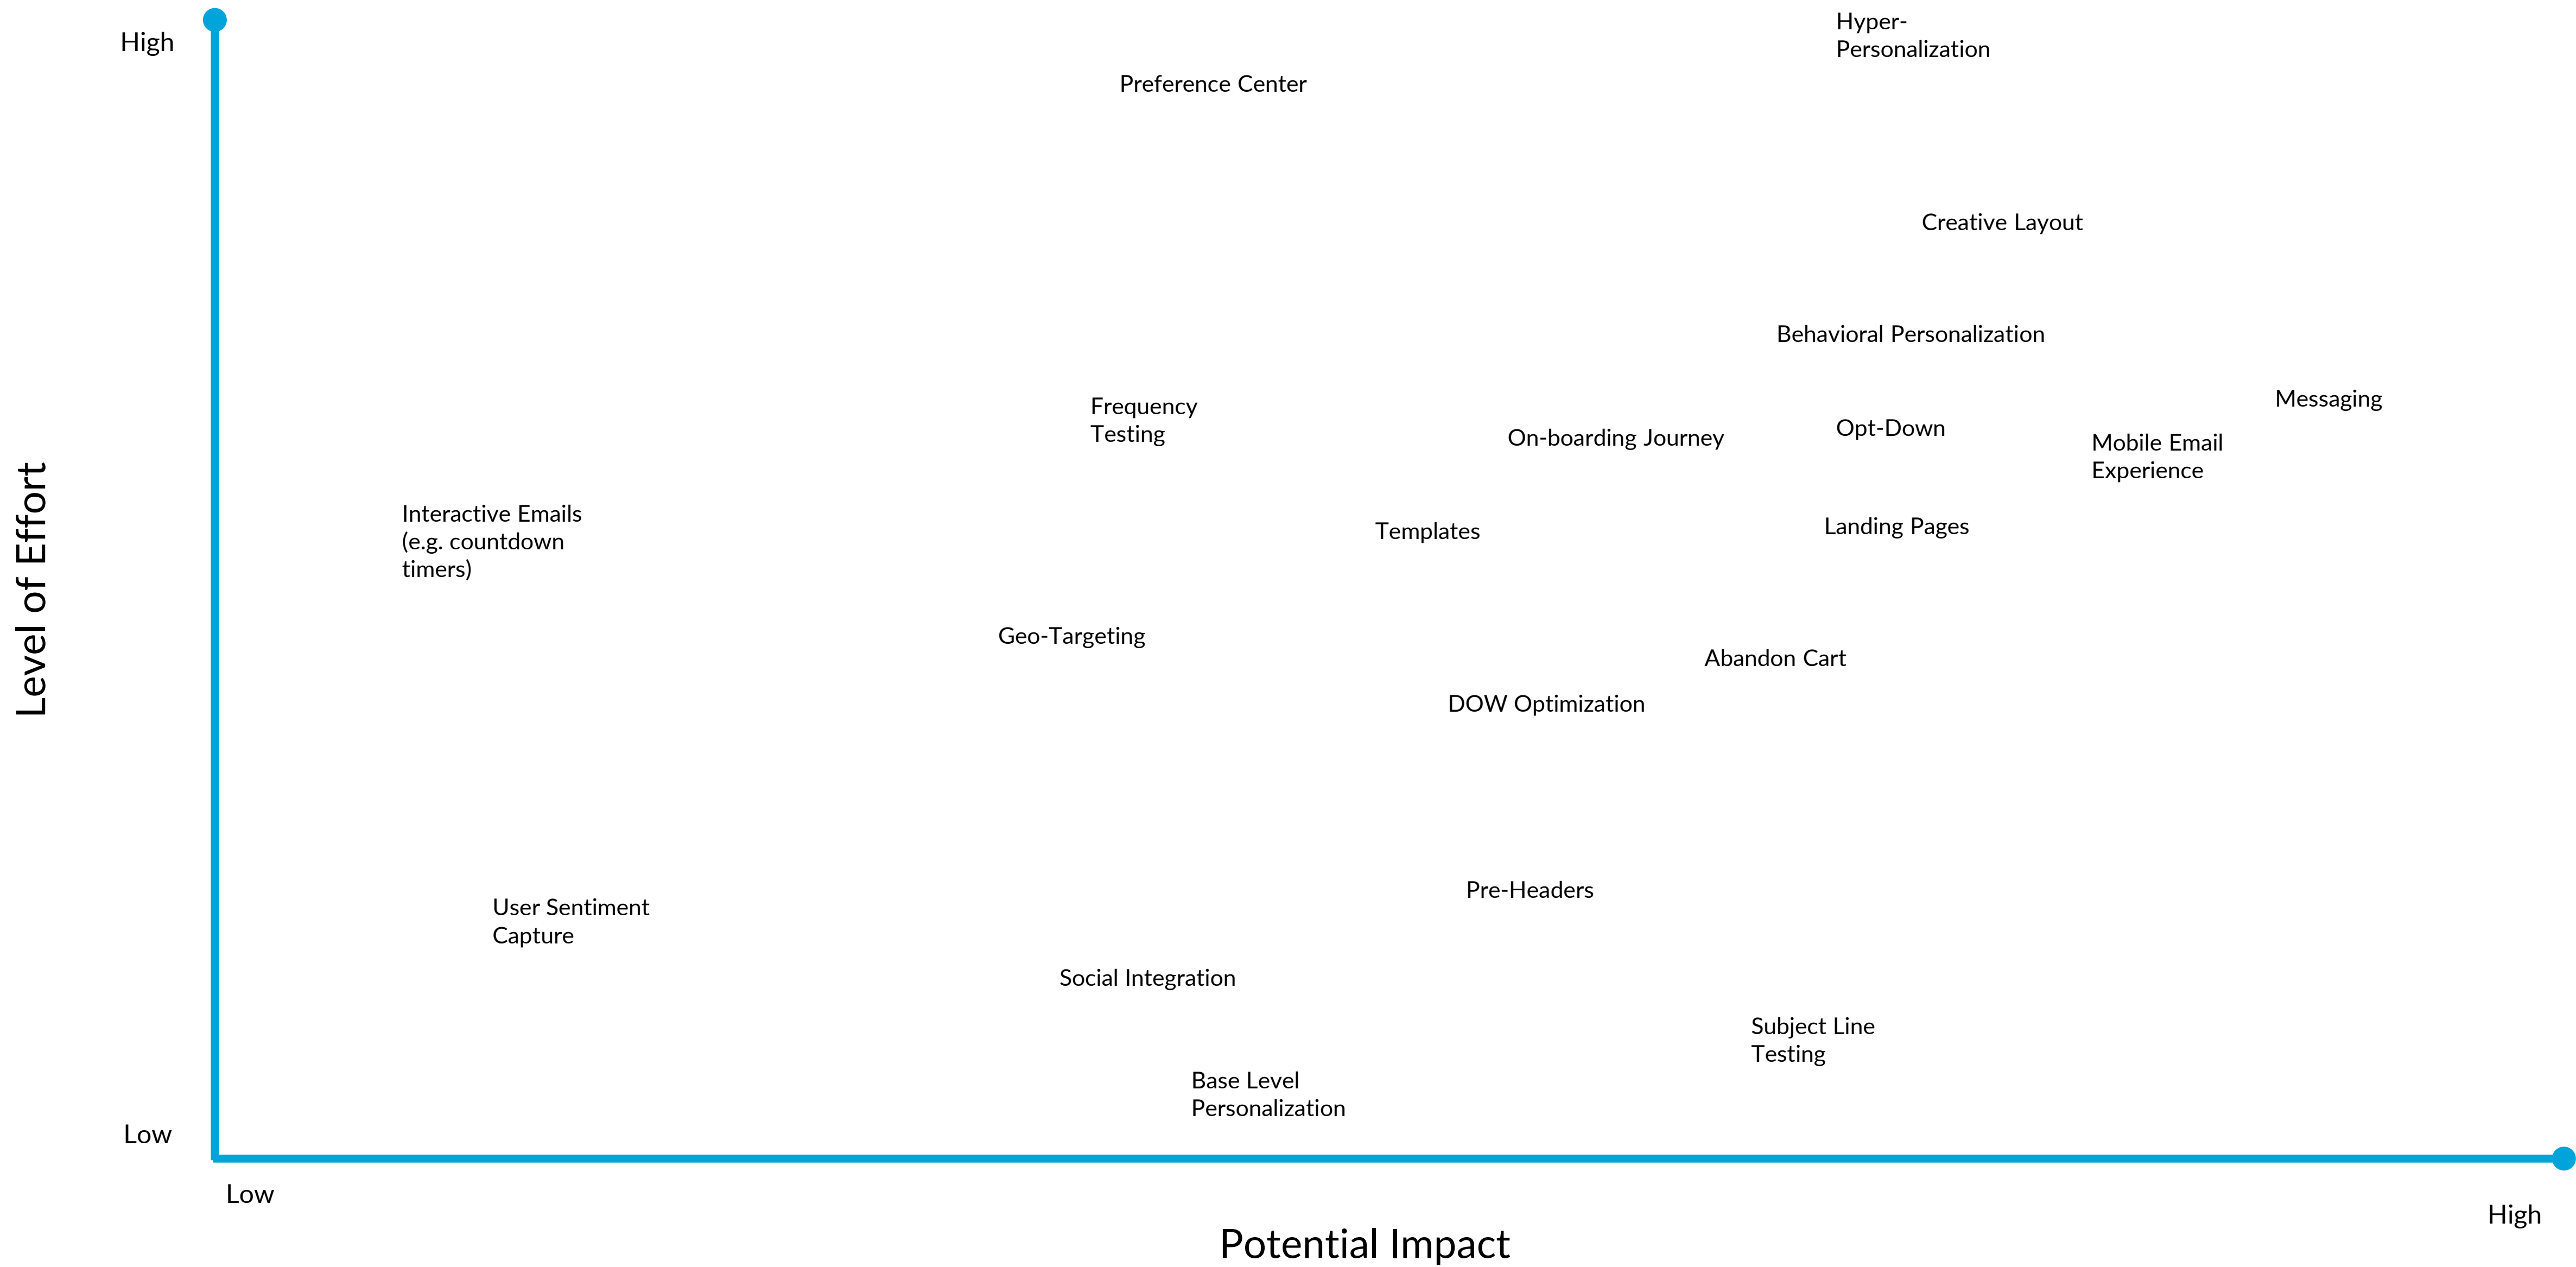 Hyper-
Personalization
High
Preference Center
Creative Layout
Behavioral Personalization
Messaging
Frequency
Testing
Opt-Down
On-boarding Journey
Mobile Email
Experience
Level of Effort
Interactive Emails
(e.g. countdown
timers)
Templates
Landing Pages
Geo-Targeting
Abandon Cart
DOW Optimization
Pre-Headers
User Sentiment
Capture
Social Integration
Subject Line
Testing
Base Level
Personalization
Low
Low
High
Potential Impact